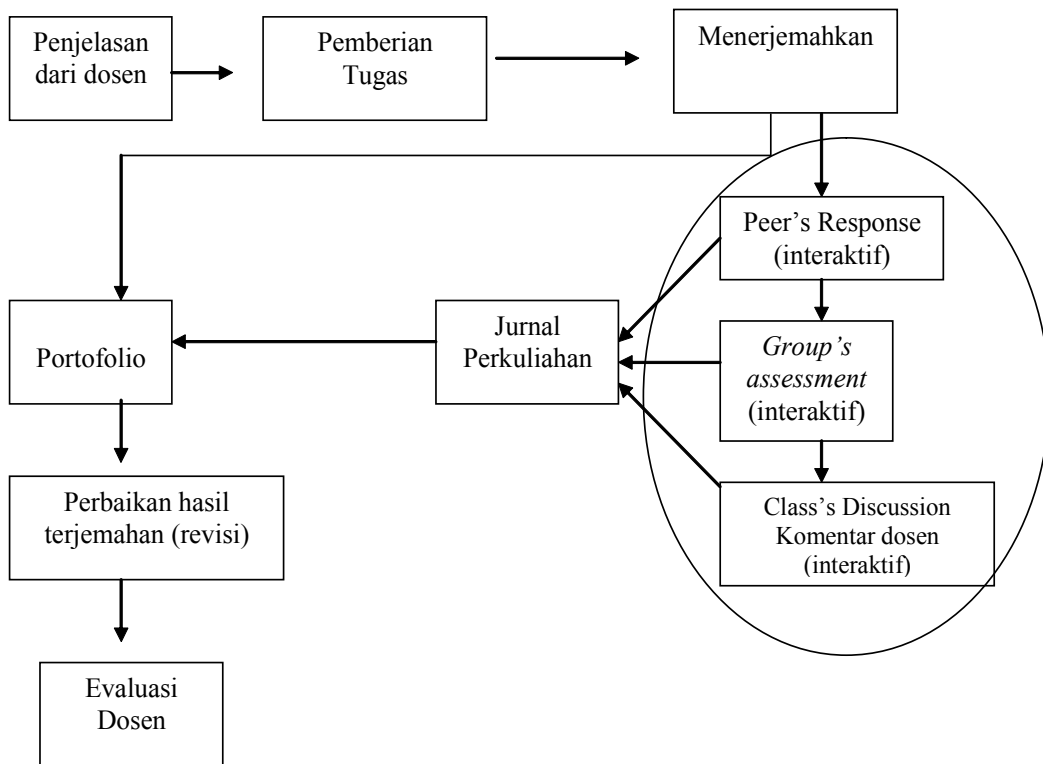 Penjelasan
dari dosen
Pemberian
Tugas
Menerjemahkan
Peer’s Response
(interaktif)
Group’s
assessment
(interaktif)
Class’s Discussion
Komentar dosen
(interaktif)
Jurnal
Perkuliahan
Portofolio
Perbaikan hasil
terjemahan (revisi)
Evaluasi
Dosen